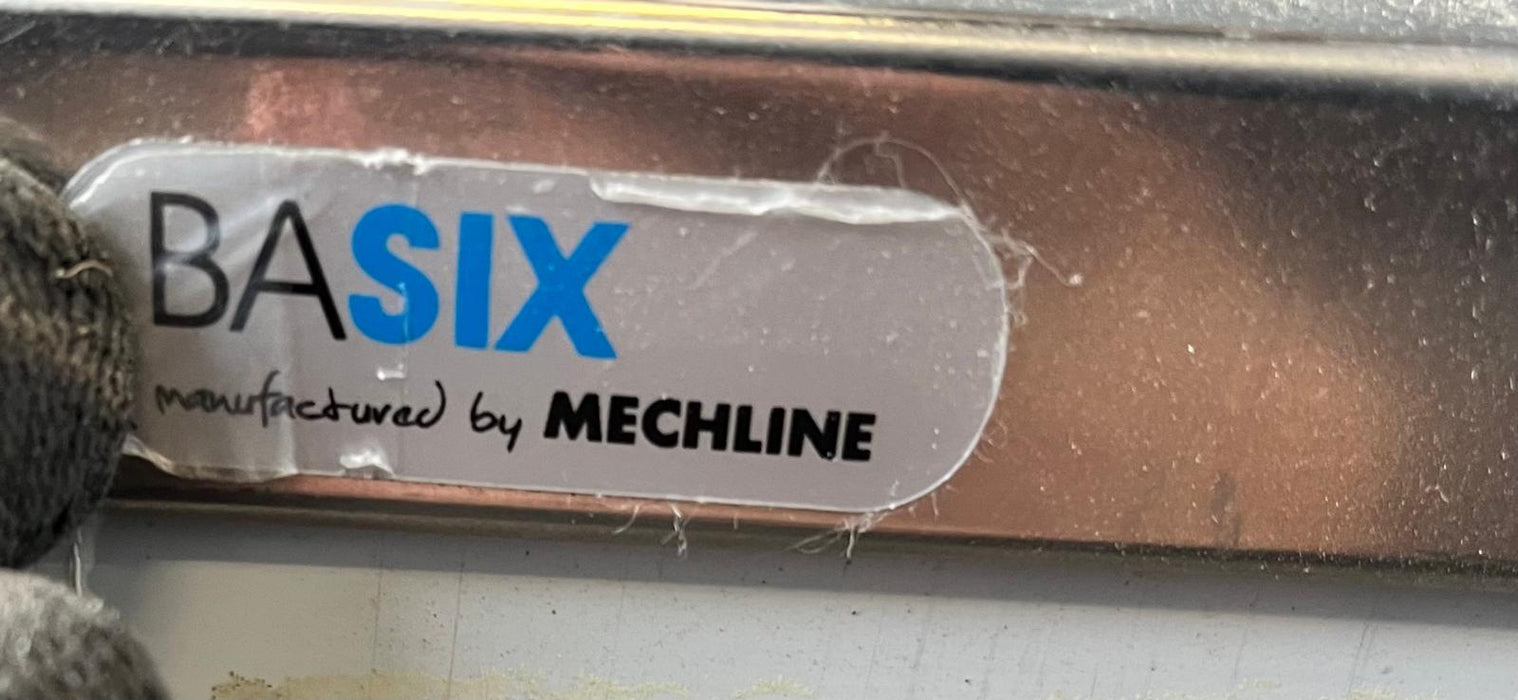 BASIX
manufactured by MECHLINE